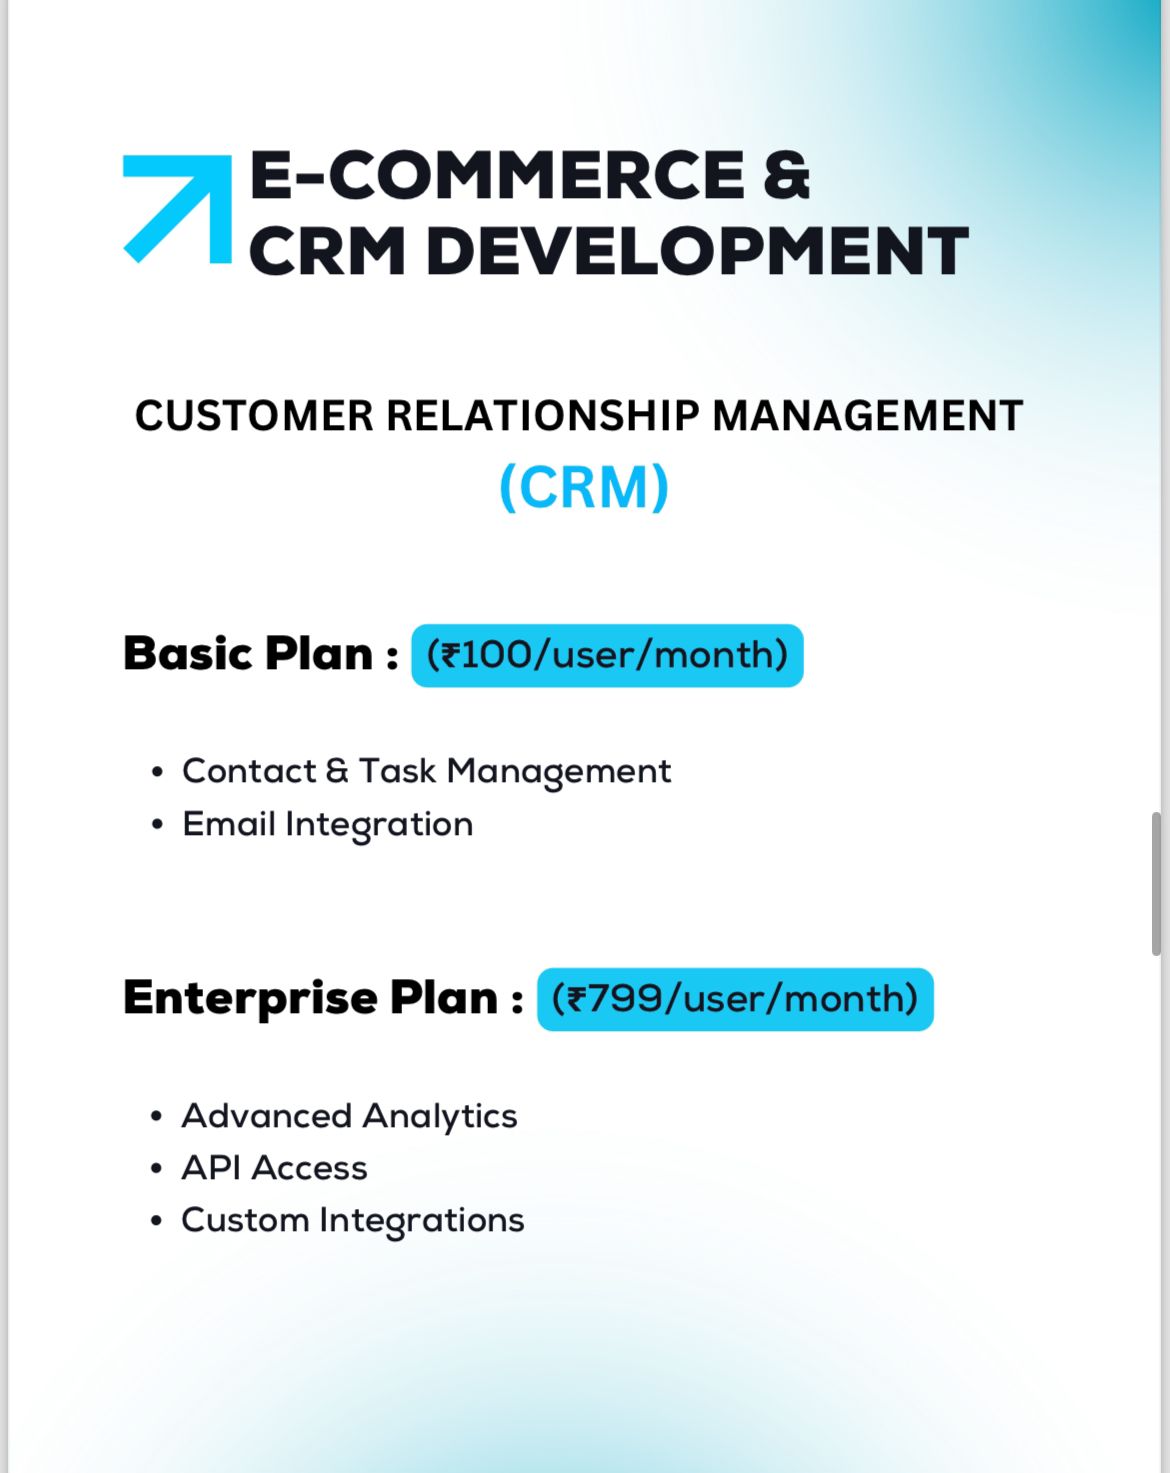 E-COMMERCE &
CRM DEVELOPMENT
CUSTOMER RELATIONSHIP MANAGEMENT
(CRM)
Basic Plan : (₹100/user/month)
• Contact & Task Management
• Email Integration
Enterprise Plan : (₹799/user/month)
• Advanced Analytics
• API Access
• Custom Integrations